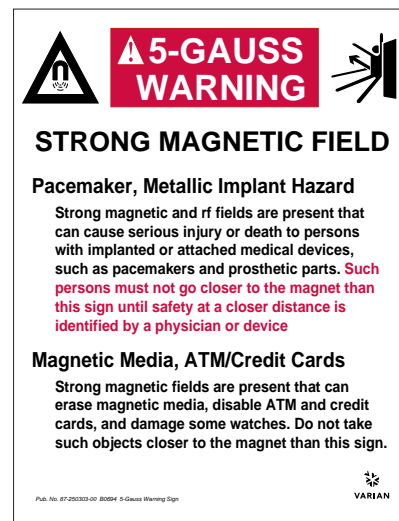 5-GAUSS
WARNING
STRONG MAGNETIC FIELD
Pacemaker, Metallic Implant Hazard
Strong magnetic and rf fields are present that
can cause serious injury or death to persons
with implanted or attached medical devices,
such as pacemakers and prosthetic parts. Such
persons must not go closer to the magnet than
this sign until safety at a closer distance is
identified by a physician or device
Magnetic Media, ATM/Credit Cards
Strong magnetic fields are present that can
erase magnetic media, disable ATM and credit
cards, and damage some watches. Do not take
such objects closer to the magnet than this sign.
Pub. No. 87-250303-00 B0694 5-Gauss Warning Sign
VARIAN